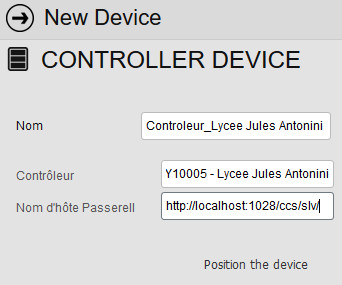 New Device
CONTROLLER DEVICE
Nom Controleur_Lycee Jules Antonini
Contrôleur Y10005 - Lycee Jules Antonini
Nom d'hôte Passerell http://localhost:1028/ccs/slv/
Position the device